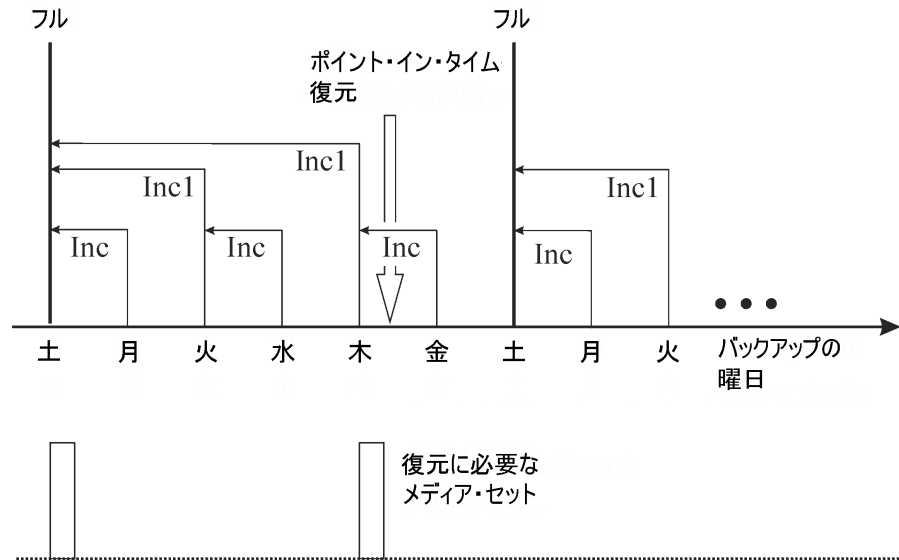 フル
フル
ポイント・イン・タイム
復元
Inc1
Inc1
Inc1
Inc
Inc
Inc
Inc
土
月
火
水
木
金
土
月
火
バックアップの
曜日
復元に必要な
メディア・セット